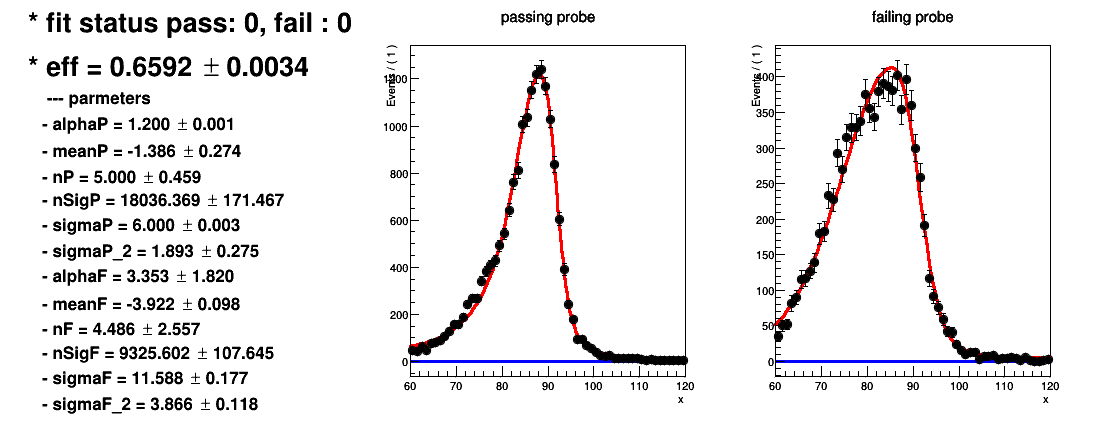 * fit status pass: 0, fail : 0
* eff = 0.6592 ± 0.0034
--- parmeters
- alphaP = 1.200 ± 0.001
- meanP = -1.386 ± 0.274
- nP = 5.000 ± 0.459
- nSigP = 18036.369 ± 171.467
- sigmaP = 6.000 ± 0.003
- sigmaP_2 = 1.893 ± 0.275
- alphaF = 3.353 ± 1.820
- meanF = -3.922 ± 0.098
- nF = 4.486 ± 2.557
- nSigF = 9325.602 ± 107.645
- sigmaF = 11.588 ± 0.177
- sigmaF_2 = 3.866 ± 0.118
passing probe
Events / ( 1 )
1200
1000
800
600
400
200
0
60 70 80 90 100 110 120
x
failing probe
Events / ( 1 )
400
350
300
250
200
150
100
50
0
60 70 80 90 100 110 120
x